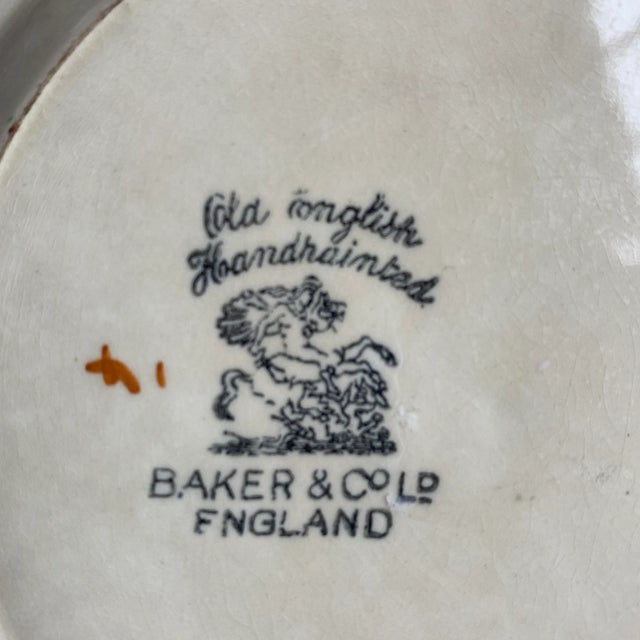 Old English
Handpainted
BAKER & Co LD
ENGLAND